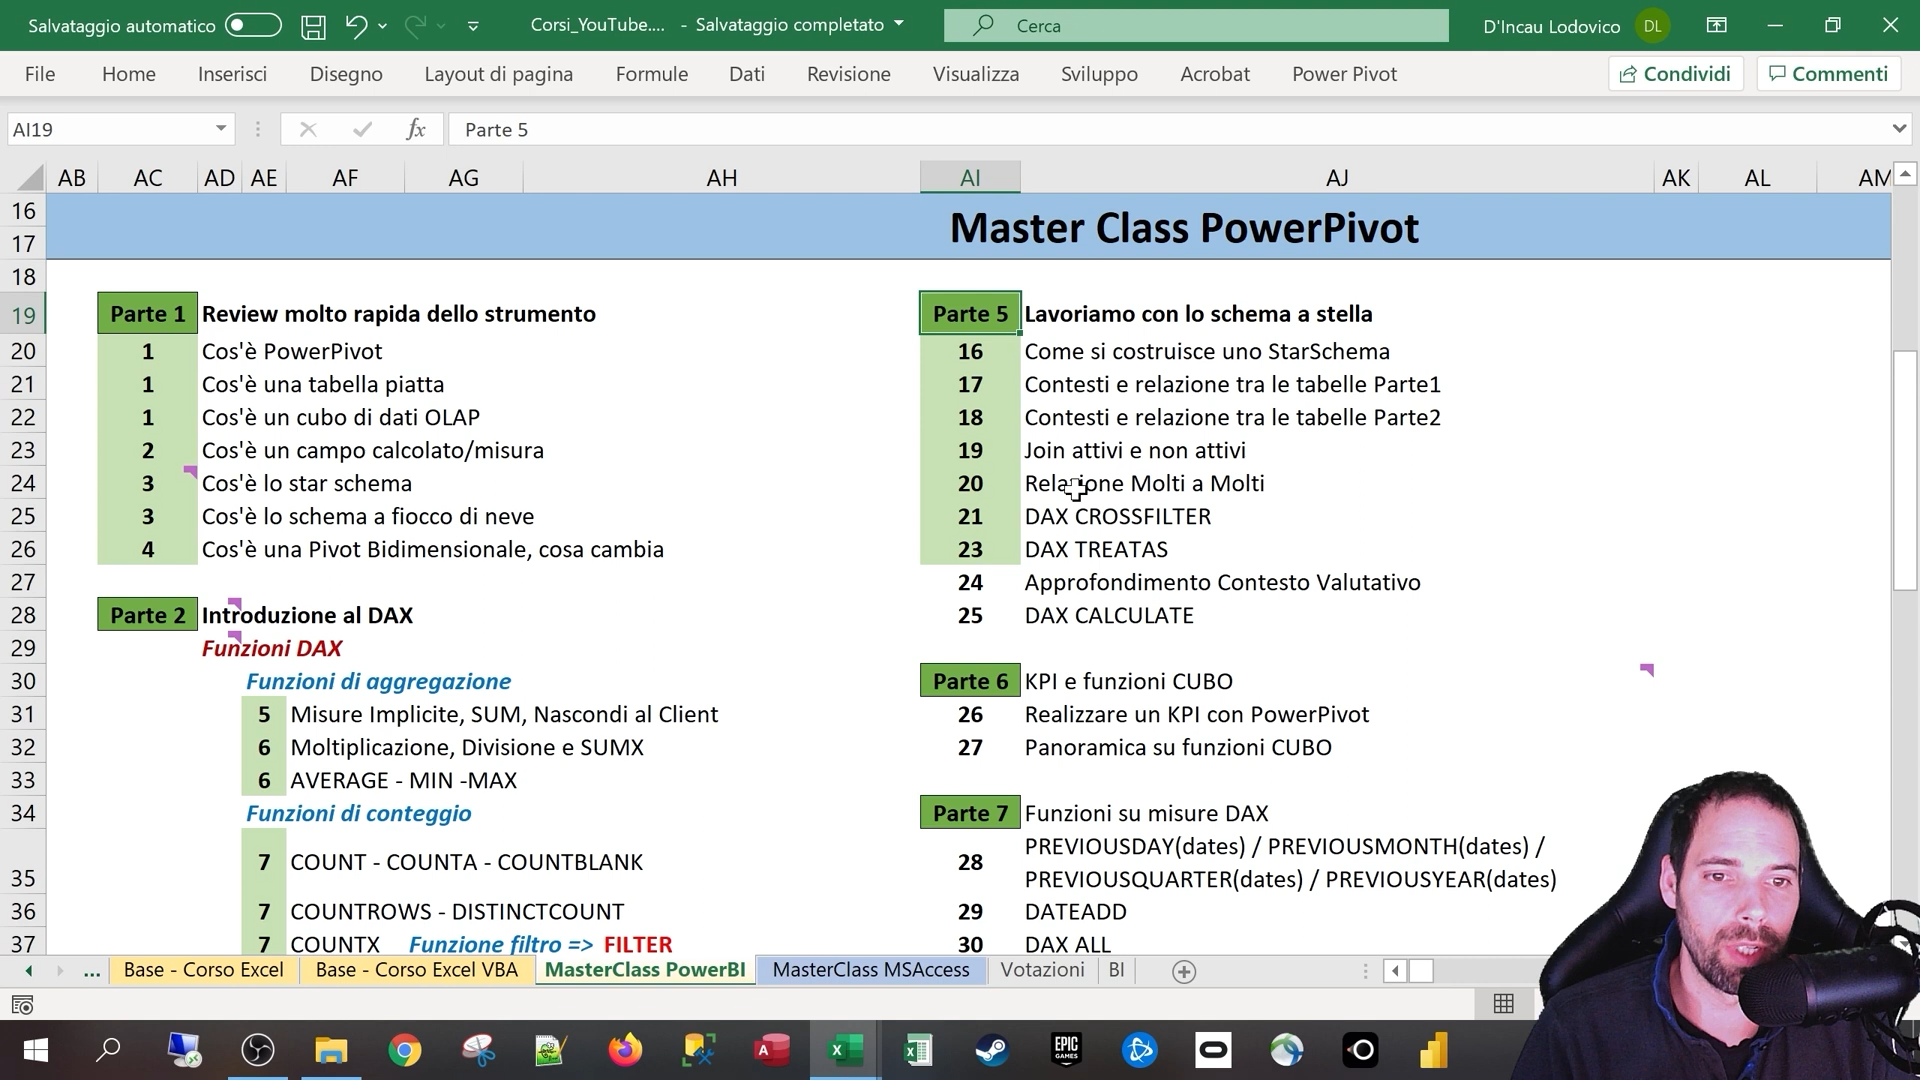 Salvataggio automatico
Corsi_YouTube.... - Salvataggio completato
Cerca
D'Incau Lodovico DL
File Home Inserisci Disegno Layout di pagina Formule Dati Revisione Visualizza Sviluppo Acrobat Power Pivot Condividi Commenti
AI19 fx Parte 5
AB AC AD AE AF AG AH AI AJ AK AL AM
16
17 Master Class PowerPivot
18
19 Parte 1 Review molto rapida dello strumento Parte 5 Lavoriamo con lo schema a stella
20 1 Cos'è PowerPivot 16 Come si costruisce uno StarSchema
21 1 Cos'è una tabella piatta 17 Contesti e relazione tra le tabelle Parte1
22 1 Cos'è un cubo di dati OLAP 18 Contesti e relazione tra le tabelle Parte2
23 2 Cos'è un campo calcolato/misura 19 Join attivi e non attivi
24 3 Cos'è lo star schema 20 Relazione Molti a Molti
25 3 Cos'è lo schema a fiocco di neve 21 DAX CROSSFILTER
26 4 Cos'è una Pivot Bidimensionale, cosa cambia 23 DAX TREATAS
27 24 Approfondimento Contesto Valutativo
28 Parte 2 Introduzione al DAX 25 DAX CALCULATE
29 Funzioni DAX
30 Funzioni di aggregazione Parte 6 KPI e funzioni CUBO
31 5 Misure Implicite, SUM, Nascondi al Client 26 Realizzare un KPI con PowerPivot
32 6 Moltiplicazione, Divisione e SUMX 27 Panoramica su funzioni CUBO
33 6 AVERAGE - MIN -MAX
34 Funzioni di conteggio Parte 7 Funzioni su misure DAX
35 7 COUNT - COUNTA - COUNTBLANK 28 PREVIOUSDAY(dates) / PREVIOUSMONTH(dates) /
PREVIOUSQUARTER(dates) / PREVIOUSYEAR(dates)
36 7 COUNTROWS - DISTINCTCOUNT 29 DATEADD
37 7 COUNTX Funzione filtro => FILTER 30 DAX ALL
... Base - Corso Excel Base - Corso Excel VBA MasterClass PowerBI MasterClass MSAccess Votazioni BI
EPIC GAMES